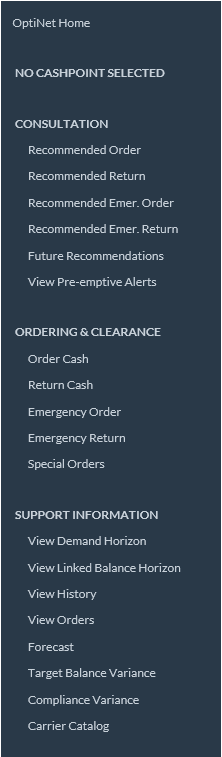 OptiNet Home
NO CASHPOINT SELECTED
CONSULTATION
Recommended Order
Recommended Return
Recommended Emer. Order
Recommended Emer. Return
Future Recommendations
View Pre-emptive Alerts
ORDERING & CLEARANCE
Order Cash
Return Cash
Emergency Order
Emergency Return
Special Orders
SUPPORT INFORMATION
View Demand Horizon
View Linked Balance Horizon
View History
View Orders
Forecast
Target Balance Variance
Compliance Variance
Carrier Catalog